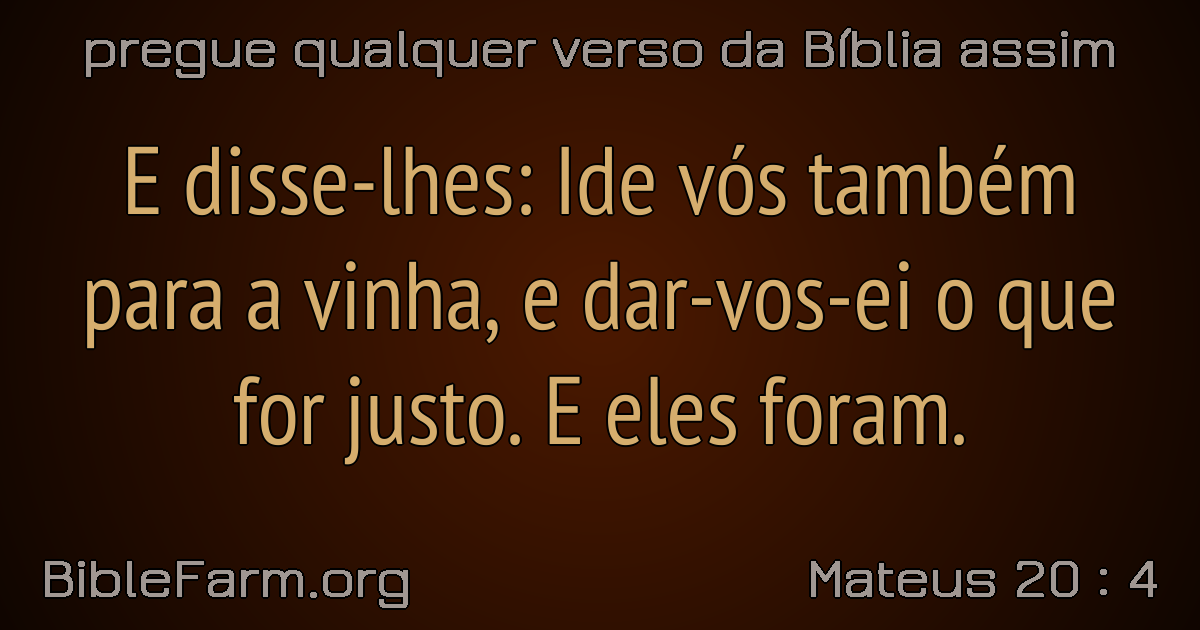 pregue qualquer verso da Bíblia assim
E disse-lhes: Ide vós também
para a vinha, e dar-vos-ei o que
for justo. E eles foram.
BibleFarm.org
Mateus 20 : 4